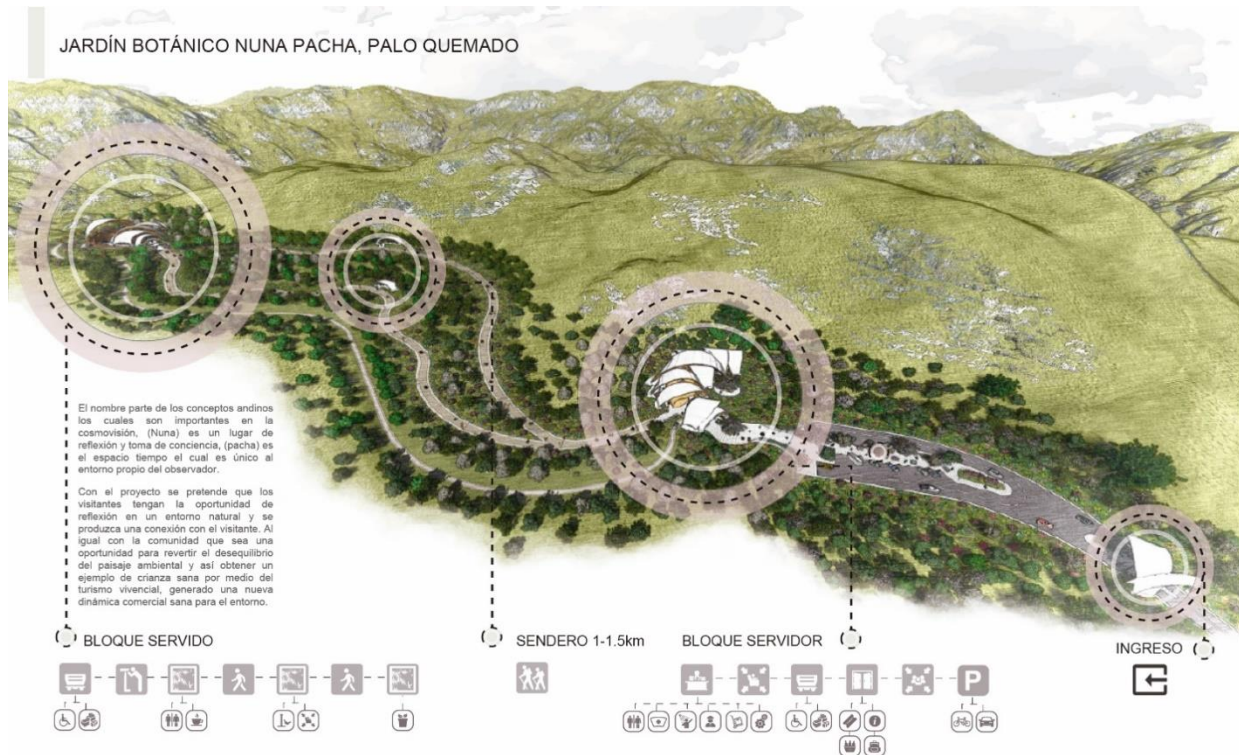 JARDÍN BOTÁNICO NUNA PACHA, PALO QUEMADO
El nombre parte de los conceptos andinos
los cuales son importantes en la
cosmovisión, (Nuna) es un lugar de
reflexión y toma de conciencia, (pacha) es
el espacio tiempo el cual es único al
entorno propio del observador.
Con el proyecto se pretende que los
visitantes tengan la oportunidad de
reflexión en un entorno natural y se
produzca una conexión con el visitante. Al
igual con la comunidad que sea una
oportunidad para revertir el desequilibrio
del paisaje ambiental y así obtener un
ejemplo de crianza sana por medio del
turismo vivencial, generado una nueva
dinámica comercial sana para el entorno.
BLOQUE SERVIDO
SENDERO 1-1.5km
BLOQUE SERVIDOR
INGRESO
P